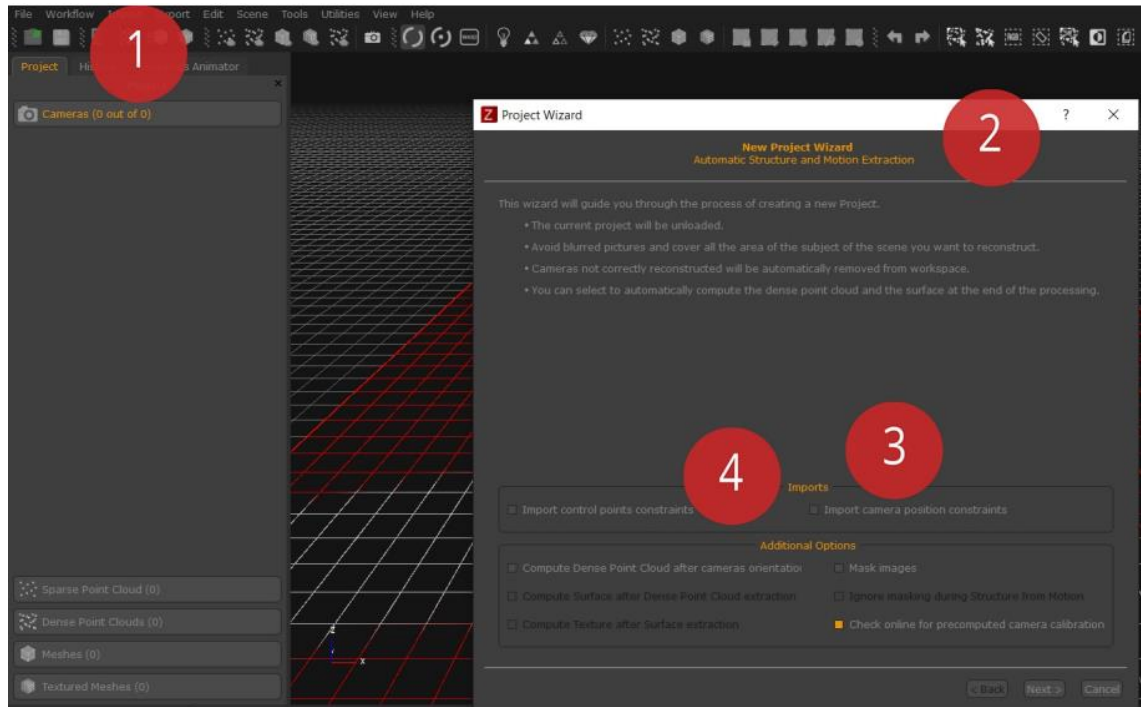 File Workflow Export Edit Scene Tools Utilities View Help
1
Project Animator
Cameras (0 out of 0)
Sparse Point Cloud (0)
Dense Point Clouds (0)
Meshes (0)
Textured Meshes (0)
Z Project Wizard ? ×
2
New Project Wizard
Automatic Structure and Motion Extraction
This wizard will guide you through the process of creating a new Project.
• The current project will be unloaded.
• Avoid blurred pictures and cover all the area of the subject of the scene you want to reconstruct.
• Cameras not correctly reconstructed will be automatically removed from workspace.
• You can select to automatically compute the dense point cloud and the surface at the end of the processing.
4 3
Imports
Import control points constraints Import camera position constraints
Additional Options
Compute Dense Point Cloud after cameras orientation Mask images
Compute Surface after Dense Point Cloud extraction Ignore masking during Structure from Motion
Compute Texture after Surface extraction Check online for precomputed camera calibration
< Back Next > Cancel
z
x